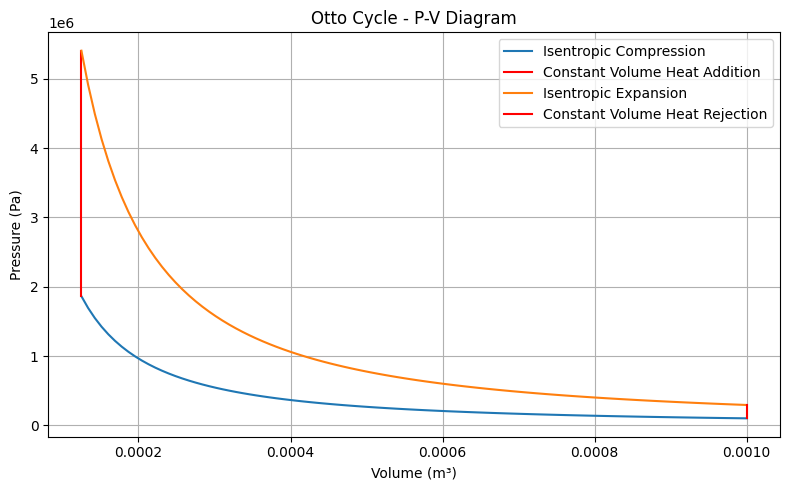 Otto Cycle - P-V Diagram
1e6
Isentropic Compression
Constant Volume Heat Addition
Isentropic Expansion
Constant Volume Heat Rejection
Pressure (Pa)
5
4
3
2
1
0
0.0002 0.0004 0.0006 0.0008 0.0010
Volume (m³)